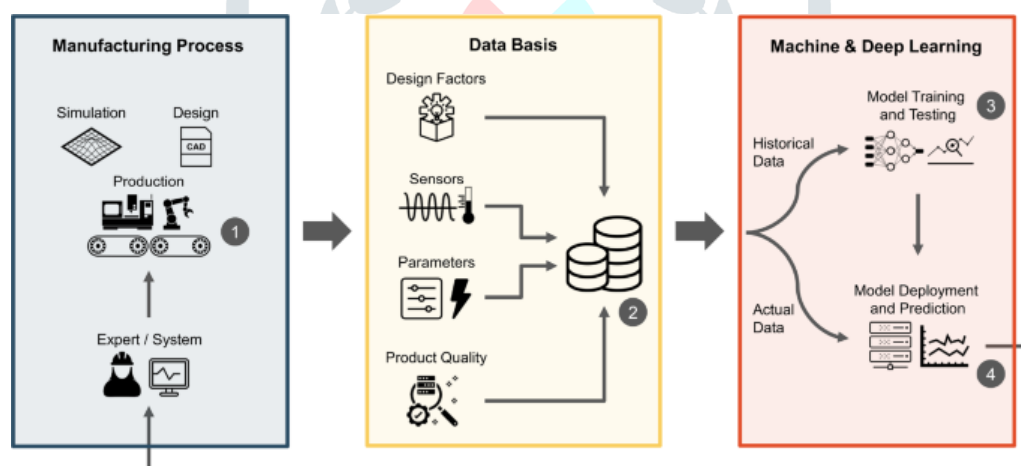 Manufacturing Process
Simulation
Design
CAD
Production
1
Expert / System
Data Basis
Design Factors
Sensors
Parameters
2
Product Quality
Machine & Deep Learning
Model Training
and Testing
3
Historical
Data
Actual
Data
Model Deployment
and Prediction
4